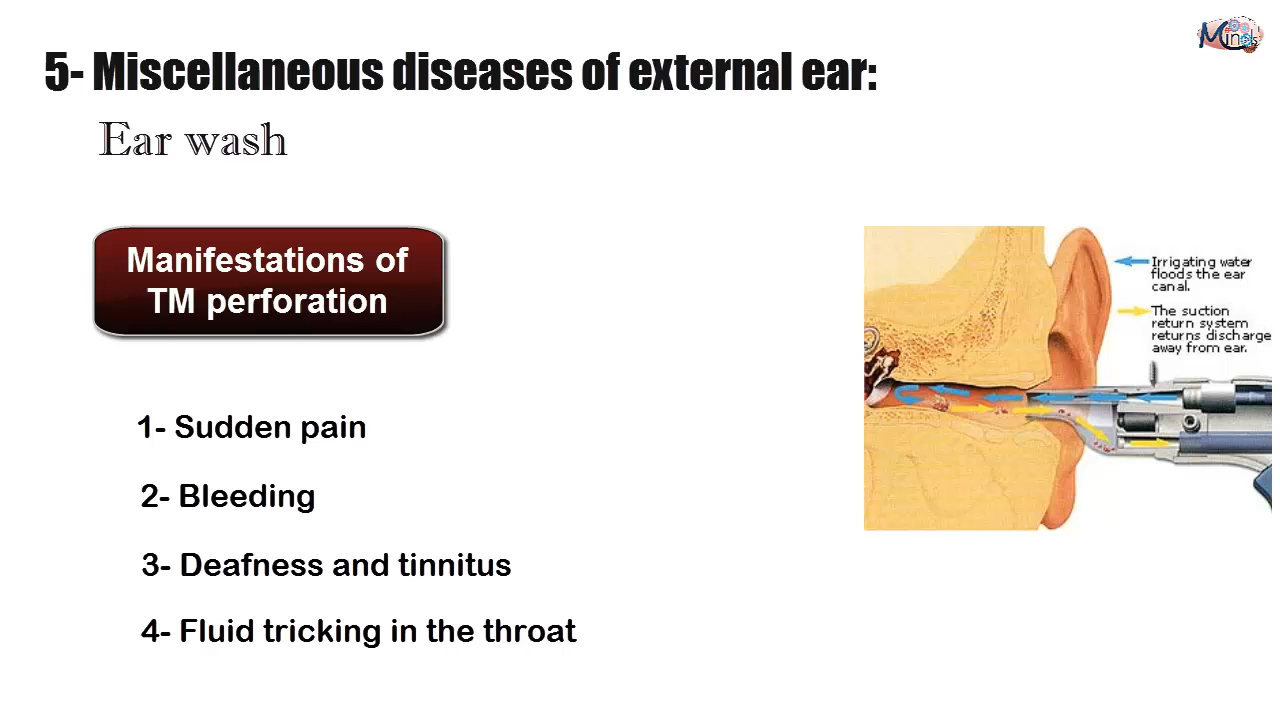 5- Miscellaneous diseases of external ear:
Ear wash
Manifestations of
TM perforation
1- Sudden pain
2- Bleeding
3- Deafness and tinnitus
4- Fluid tricking in the throat
Irrigating water
floods the ear
canal.
The suction
return system
returns discharge
away from ear.
Minds